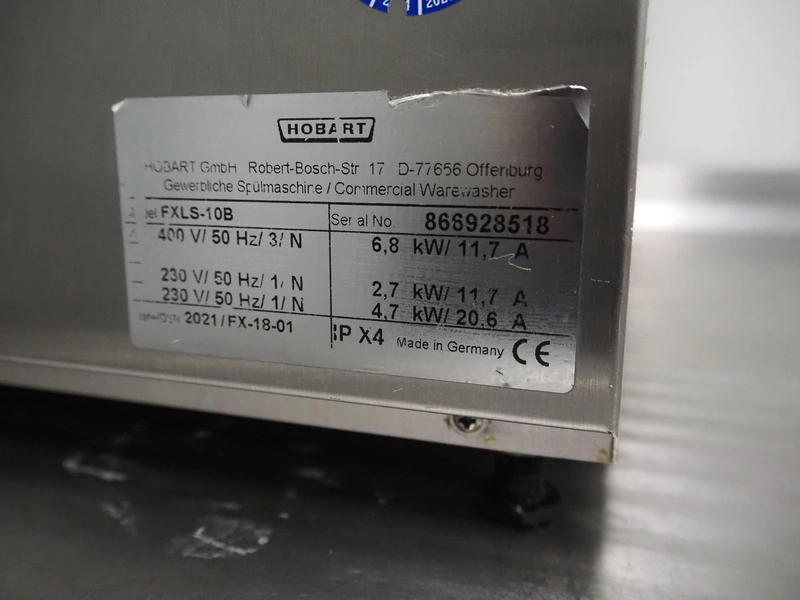 HOBART
HOBART GmbH Robert-Bosch-Str 17 D-77656 Offenburg
Gewerbliche Spülmaschine / Commercial Warewasher
FXLS-10B Serial No. 866928518
400 V/ 50 Hz/ 3/ N 6,8 kW/ 11,7 A
230 V/ 50 Hz/ 1/ N 2,7 kW/ 11,7 A
230 V/ 50 Hz/ 1/ N 4,7 kW/ 20,6 A
2021/FX-18-01 IP X4 Made in Germany CE